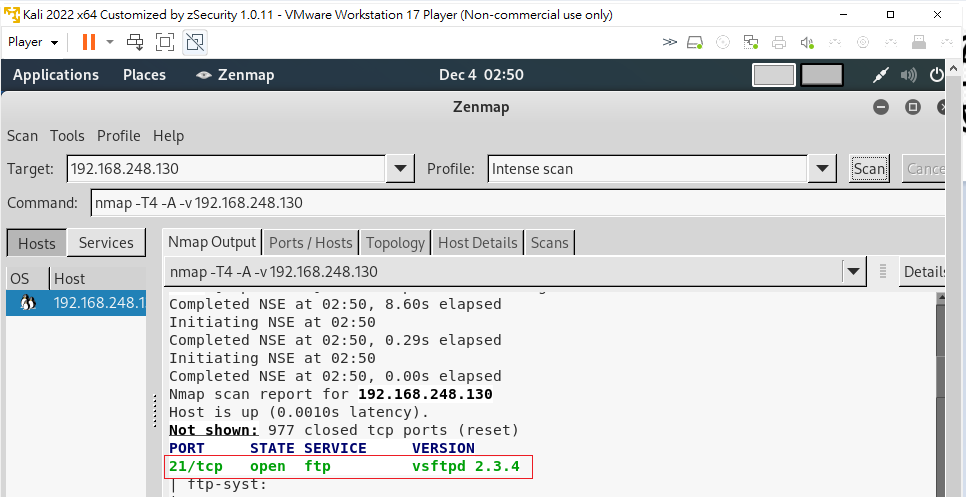 Kali 2022 x64 Customized by zSecurity 1.0.11 - VMware Workstation 17 Player (Non-commercial use only)
Player
Applications Places Zenmap Dec 4 02:50
Zenmap
Scan Tools Profile Help
Target: 192.168.248.130 Profile: Intense scan Scan Cance
Command: nmap -T4 -A -v 192.168.248.130
Hosts Services Nmap Output Ports / Hosts Topology Host Details Scans
OS Host nmap -T4 -A -v 192.168.248.130 Details
192.168.248.1
Completed NSE at 02:50, 8.60s elapsed
Initiating NSE at 02:50
Completed NSE at 02:50, 0.29s elapsed
Initiating NSE at 02:50
Completed NSE at 02:50, 0.00s elapsed
Nmap scan report for 192.168.248.130
Host is up (0.0010s latency).
Not shown: 977 closed tcp ports (reset)
PORT STATE SERVICE VERSION
21/tcp open ftp vsftpd 2.3.4
| ftp-syst: